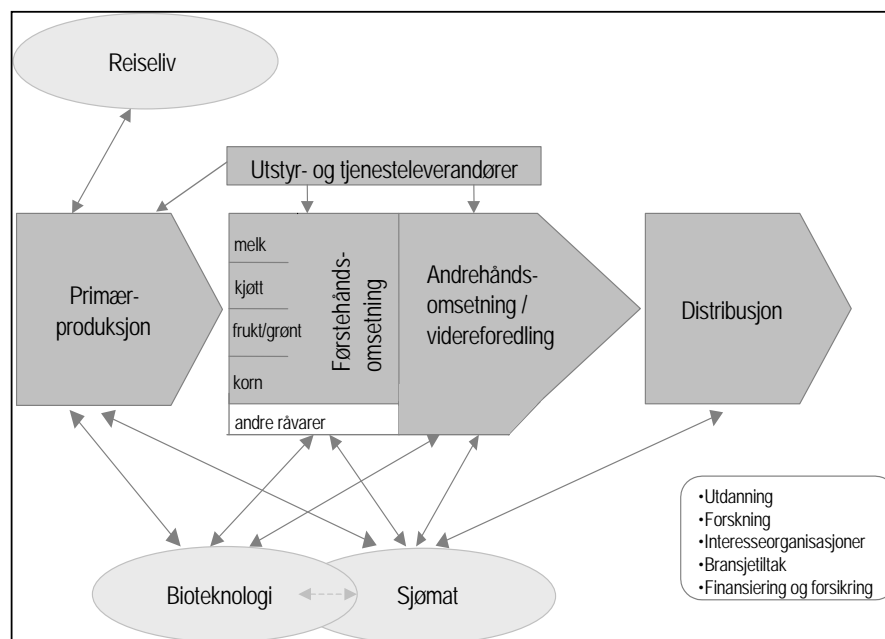 Reiseliv
Utstyr- og tjenesteleverandører
Primær-
produksjon
melk
kjøtt
frukt/grønt
korn
andre råvarer
Førstehånds-
omsetning
Andrehånds-
omsetning /
videreforedling
Distribusjon
•Utdanning
•Forskning
•Interesseorganisasjoner
•Bransjetiltak
•Finansiering og forsikring
Bioteknologi
Sjømat